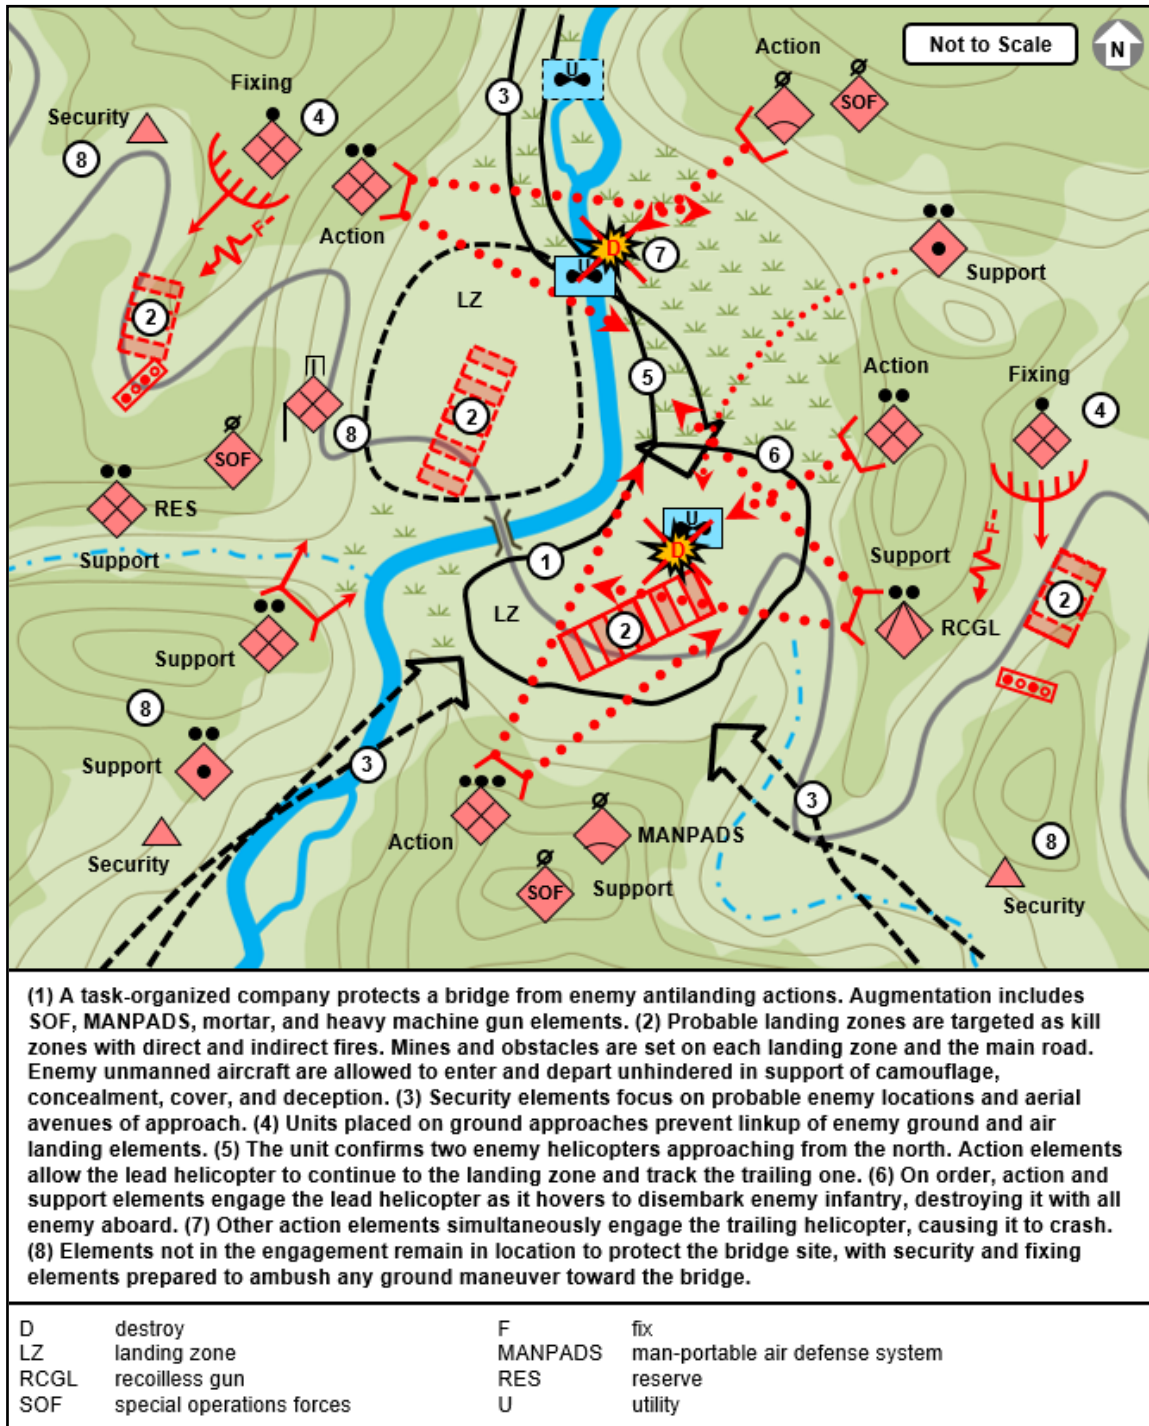 Action
Not to Scale
N
Fixing
U
3
Security
4
SOF
8
Action
7
Support
U
D
LZ
2
5
Action
Fixing
4
2
8
6
SOF
RES
U
F
F
D
Support
1
Support
2
LZ
2
RCGL
Support
8
Support
3
3
MANPADS
Action
8
Security
SOF
Support
Security
(1) A task-organized company protects a bridge from enemy antilanding actions. Augmentation includes
SOF, MANPADS, mortar, and heavy machine gun elements. (2) Probable landing zones are targeted as kill
zones with direct and indirect fires. Mines and obstacles are set on each landing zone and the main road.
Enemy unmanned aircraft are allowed to enter and depart unhindered in support of camouflage,
concealment, cover, and deception. (3) Security elements focus on probable enemy locations and aerial
avenues of approach. (4) Units placed on ground approaches prevent linkup of enemy ground and air
landing elements. (5) The unit confirms two enemy helicopters approaching from the north. Action elements
allow the lead helicopter to continue to the landing zone and track the trailing one. (6) On order, action and
support elements engage the lead helicopter as it hovers to disembark enemy infantry, destroying it with all
enemy aboard. (7) Other action elements simultaneously engage the trailing helicopter, causing it to crash.
(8) Elements not in the engagement remain in location to protect the bridge site, with security and fixing
elements prepared to ambush any ground maneuver toward the bridge.
D destroy F fix
LZ landing zone MANPADS man-portable air defense system
RCGL recoilless gun RES reserve
SOF special operations forces U utility